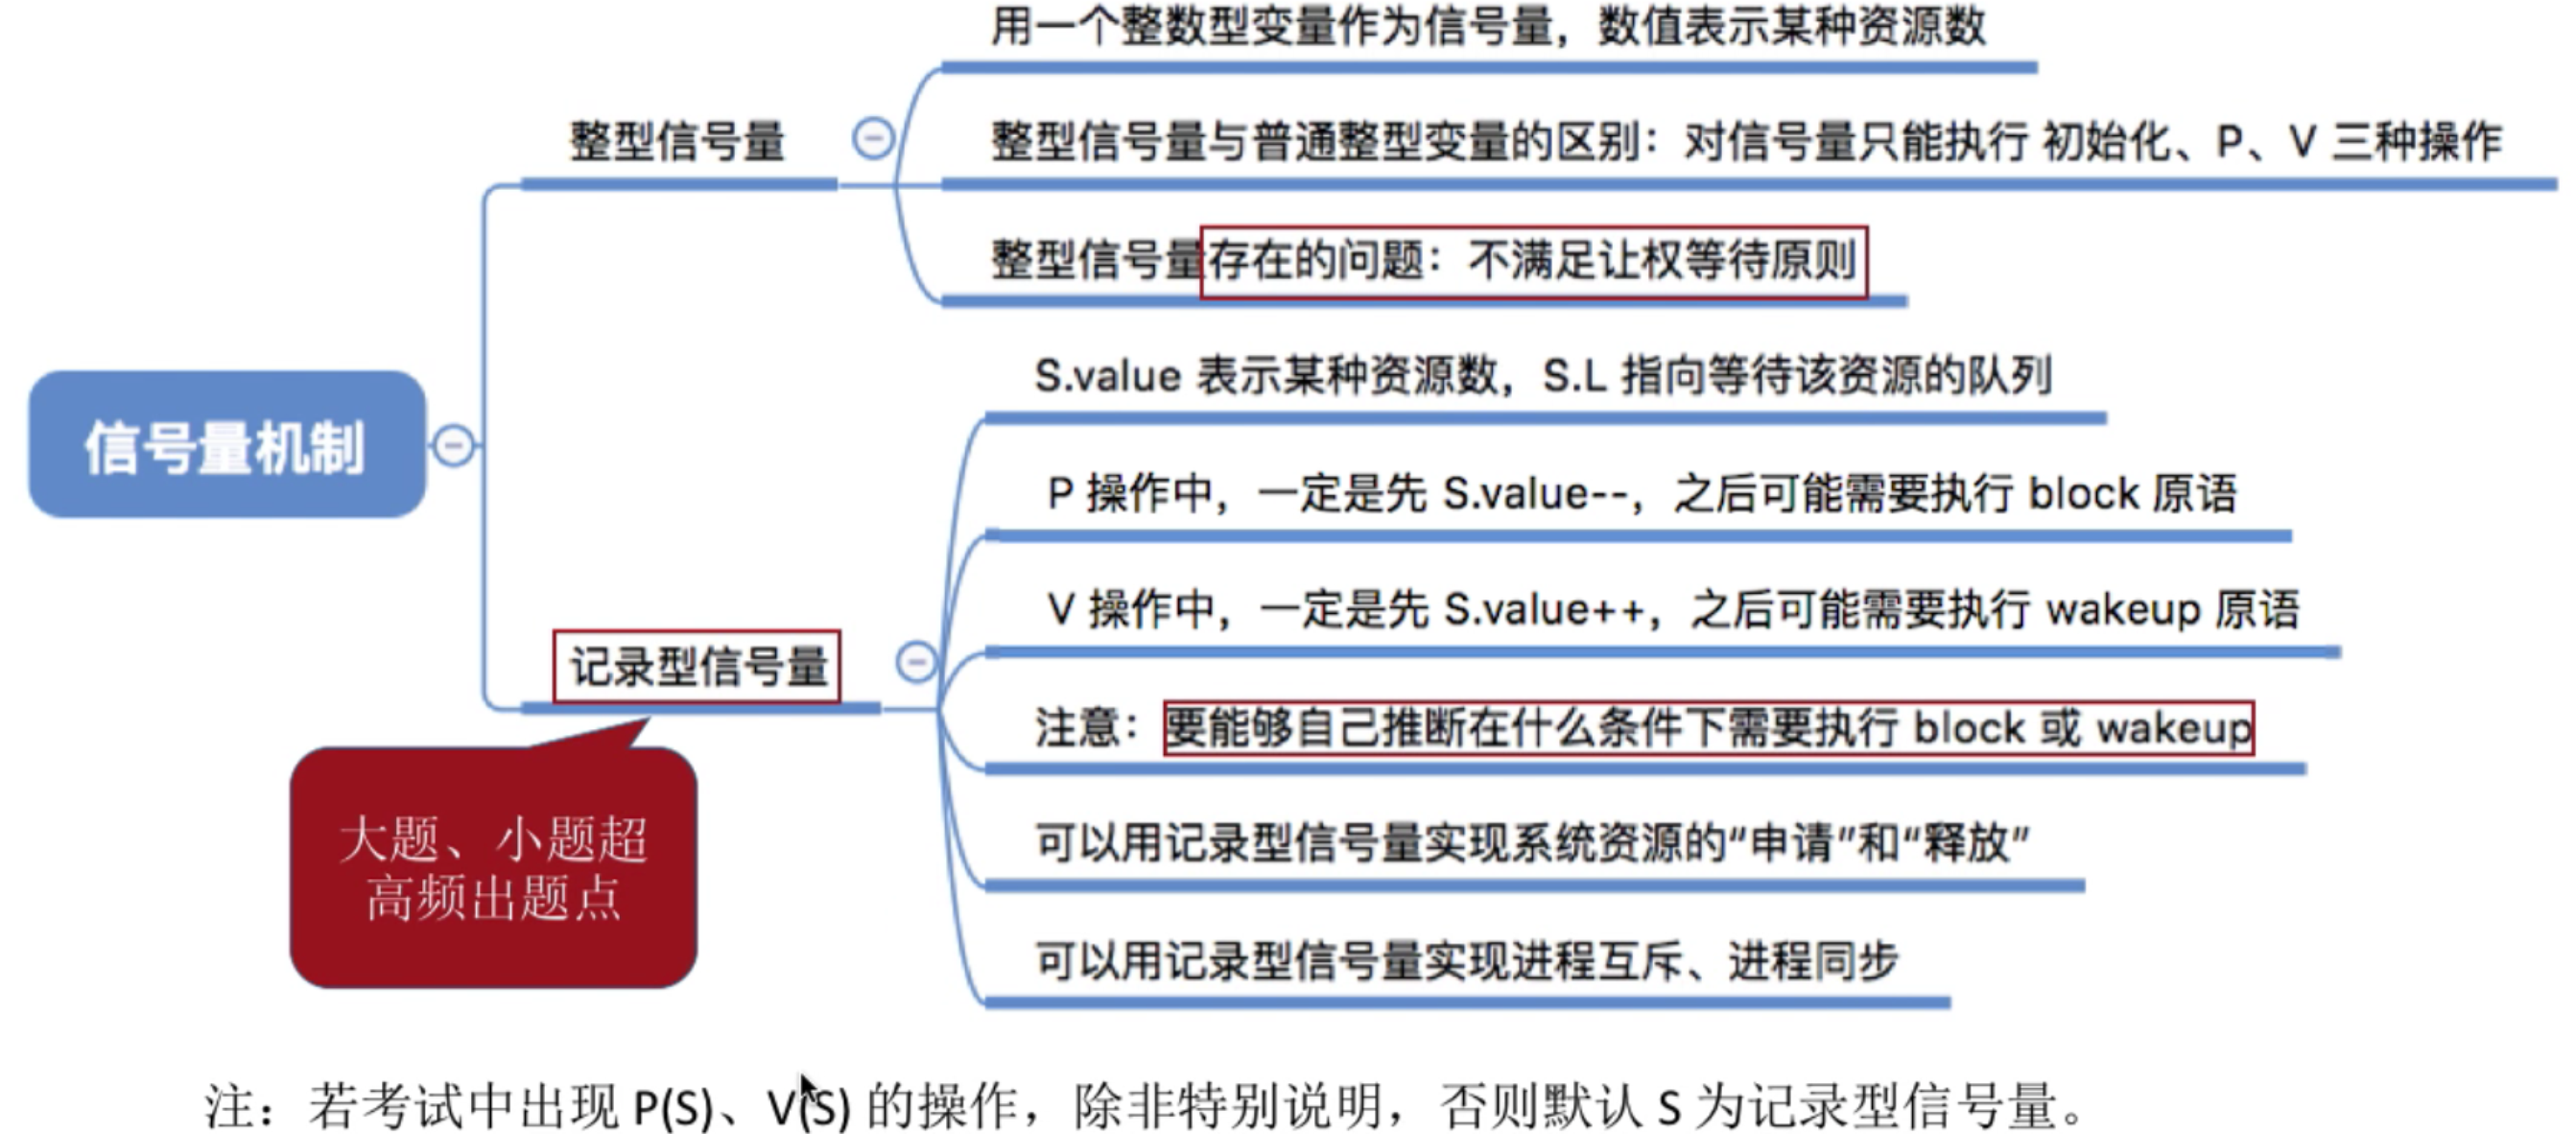 用一个整数型变量作为信号量，数值表示某种资源数
整型信号量
整型信号量与普通整型变量的区别：对信号量只能执行 初始化、P、V 三种操作
整型信号量存在的问题：不满足让权等待原则
信号量机制
S.value 表示某种资源数，S.L 指向等待该资源的队列
P 操作中，一定是先 S.value--，之后可能需要执行 block 原语
V 操作中，一定是先 S.value++，之后可能需要执行 wakeup 原语
记录型信号量
注意：要能够自己推断在什么条件下需要执行 block 或 wakeup
可以用记录型信号量实现系统资源的“申请”和“释放”
可以用记录型信号量实现进程互斥、进程同步
大题、小题超
高频出题点
注：若考试中出现 P(S)、V(S) 的操作，除非特别说明，否则默认 S 为记录型信号量。